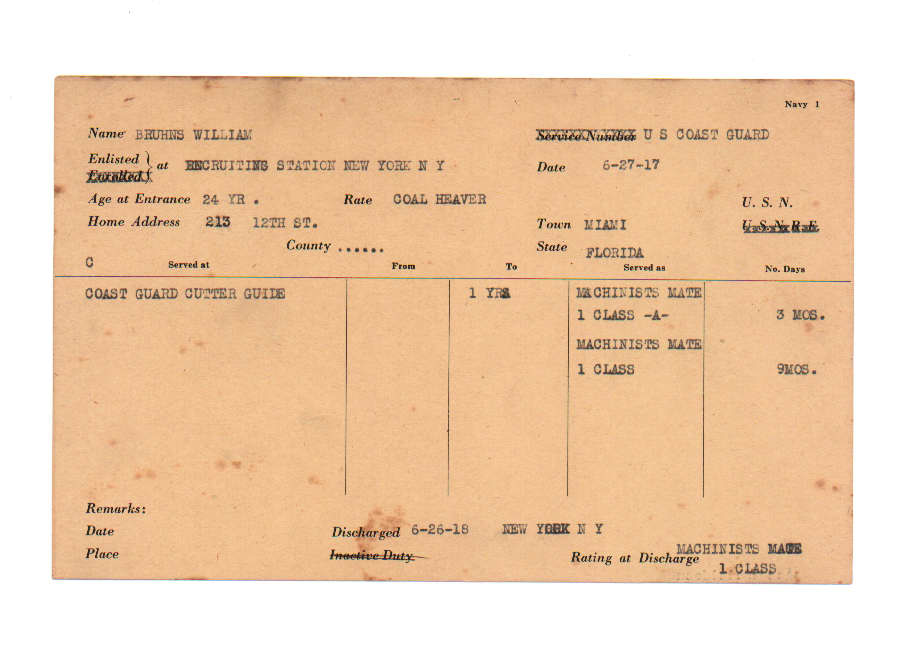 Navy 1
Name BRUHNS WILLIAM Service Number U S COAST GUARD
Enlisted at RECRUITING STATION NEW YORK N Y Date 6-27-17
Enrolled
Age at Entrance 24 YR . Rate COAL HEAVER U. S. N.
Home Address 213 12TH ST. Town MIAMI U. S. N. R. F.
County ...... State FLORIDA
C Served at From To Served as No. Days
COAST GUARD CUTTER GUIDE 1 YRS MACHINISTS MATE
1 CLASS -A- 3 MOS.
MACHINISTS MATE
1 CLASS 9MOS.
Remarks:
Date Discharged 6-26-18 NEW YORK N Y
Place Inactive Duty Rating at Discharge MACHINISTS MATE
1 CLASS